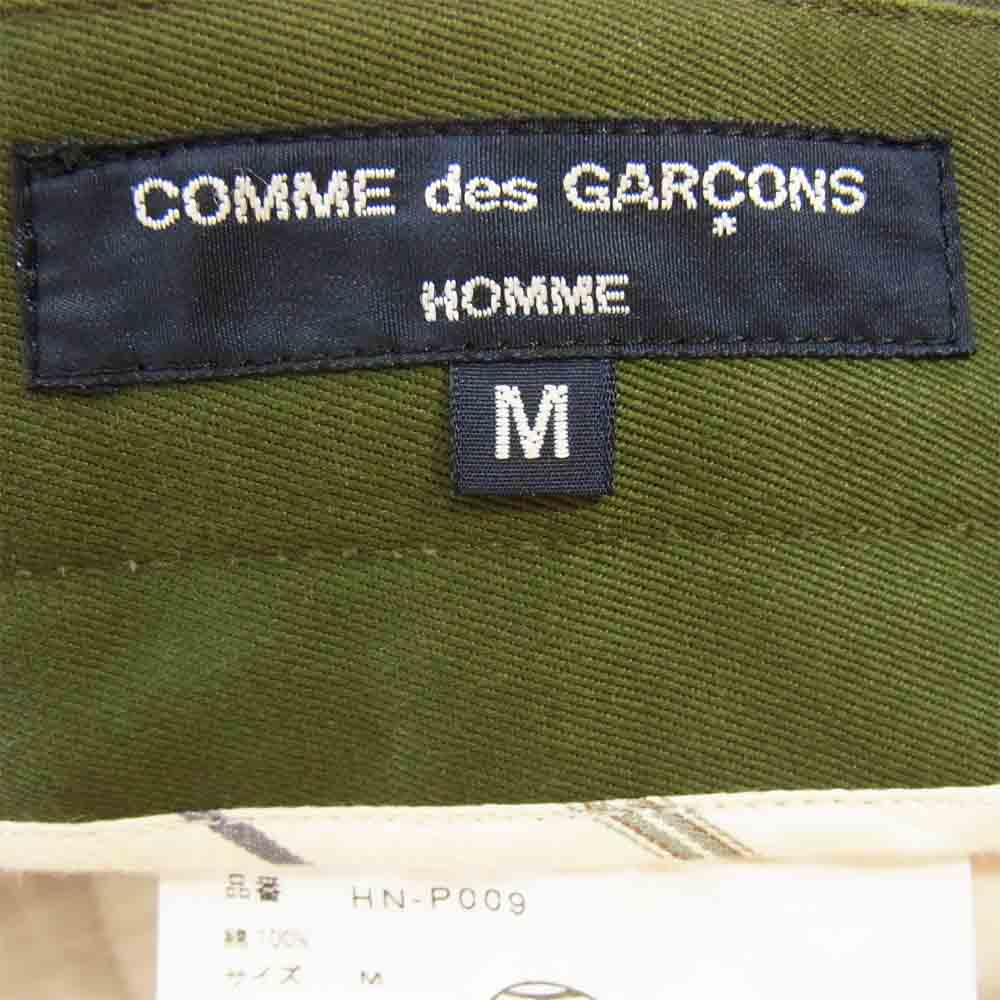 COMME des GARÇONS
HOMME
M
品番 HN-P009
綿 100%
サイズ M